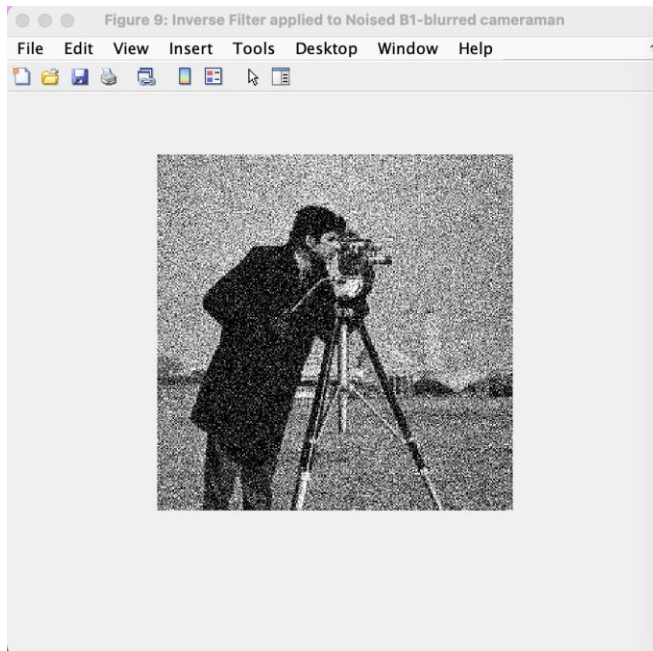 Figure 9: Inverse Filter applied to Noised B1-blurred cameraman
File Edit View Insert Tools Desktop Window Help